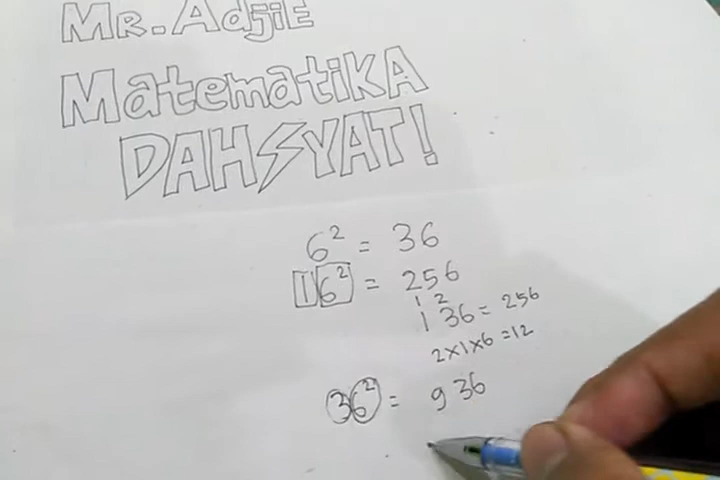 MR. AdjiE
MatematikA
DAHSYAT!
6² = 36
16² = 256
1 2
1 36 = 256
2x1x6 = 12
36² = 9 36